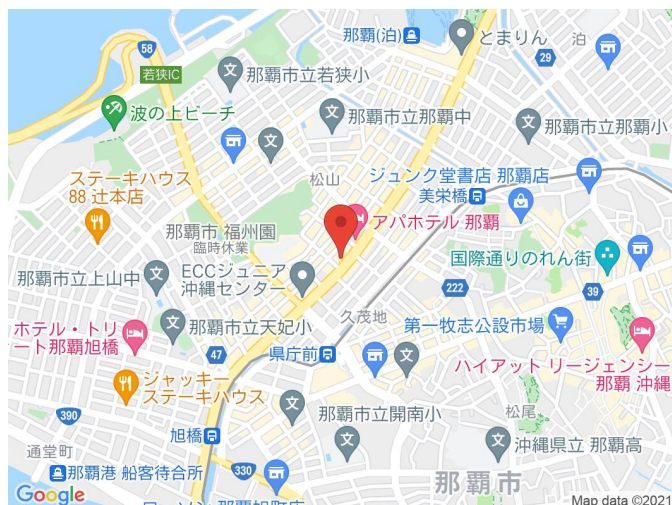 那覇(泊)
とまりん
泊
58
若狭IC
那覇市立若狭小
29
波の上ビーチ
那覇市立那覇中
那覇市立那覇小
ステーキハウス
88 辻本店
松山
ジュンク堂書店 那覇店
美栄橋
アパホテル 那覇
那覇市 福州園
臨時休業
国際通りのれん街
那覇市立上山中
ECCジュニア
沖縄センター
222
39
久茂地
ホテル・トリ
ート那覇旭橋
那覇市立天妃小
第一牧志公設市場
47
県庁前
ハイアット リージェンシー
那覇 沖縄
ジャッキー
ステーキハウス
390
那覇市立開南小
松尾
旭橋
沖縄県立 那覇高
通堂町
那覇港 船客待合所
330
那覇市
Google
Map data ©2021